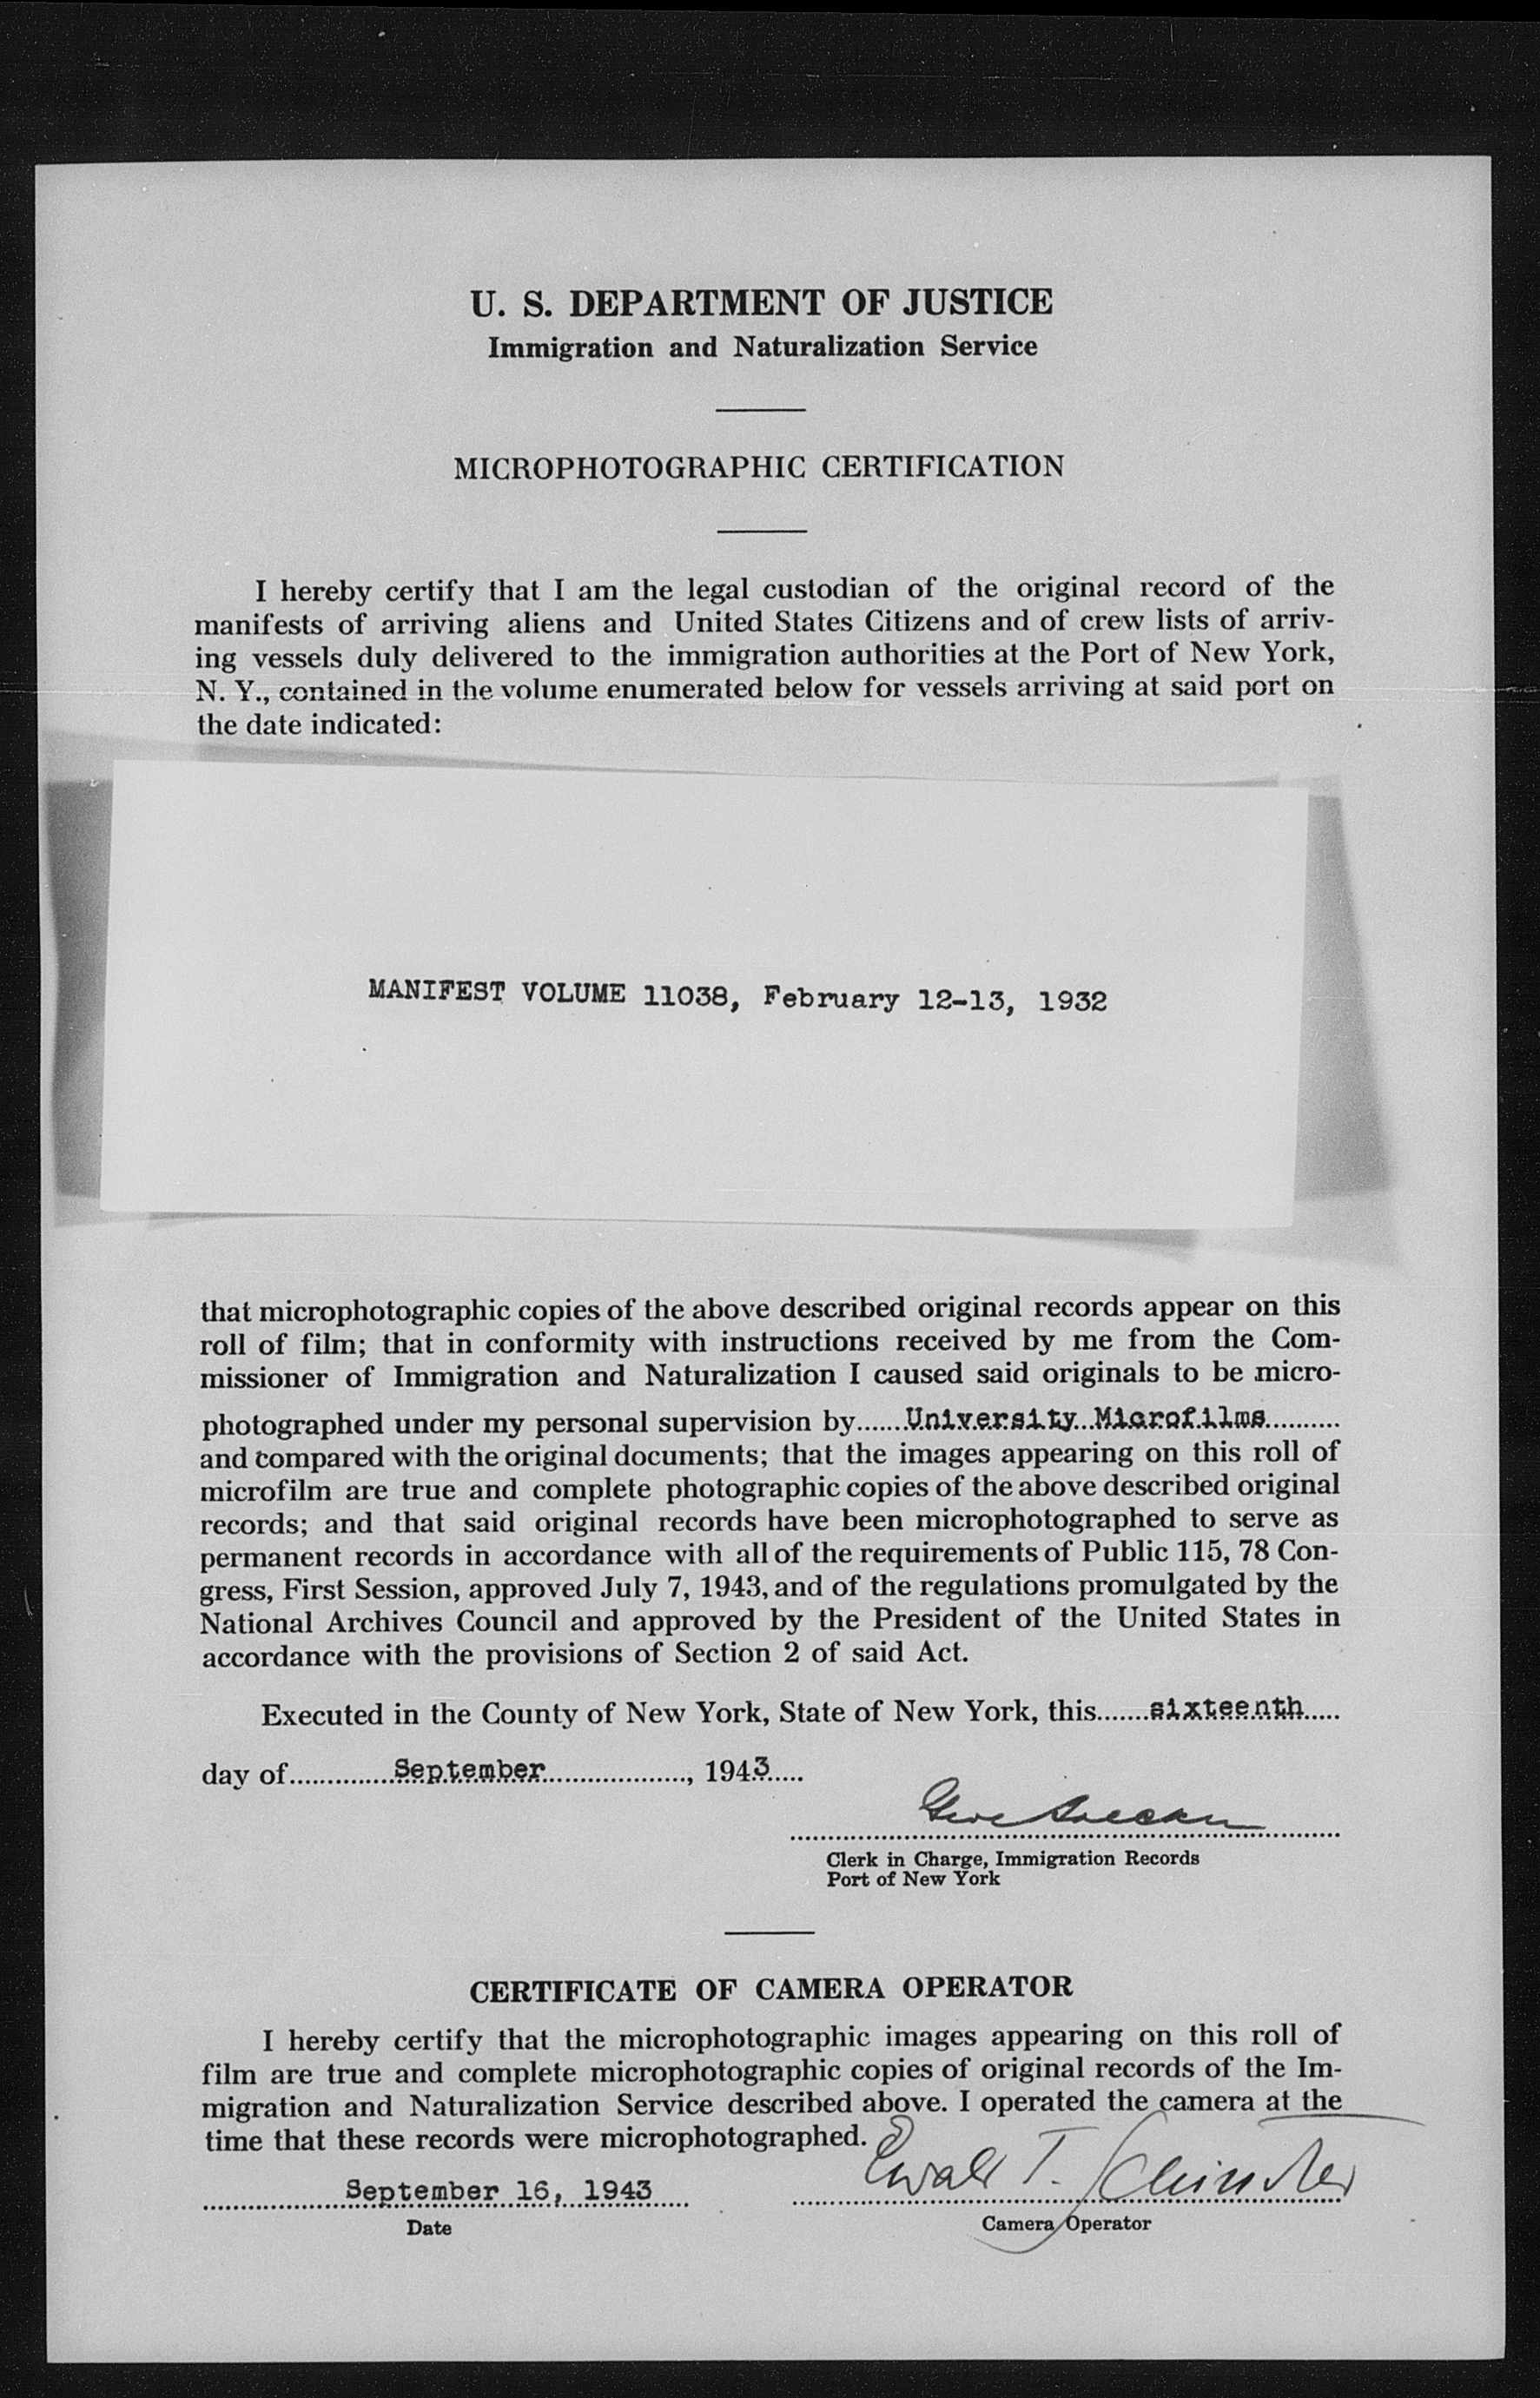 U. S. DEPARTMENT OF JUSTICE
Immigration and Naturalization Service
MICROPHOTOGRAPHIC CERTIFICATION
I hereby certify that I am the legal custodian of the original record of the
manifests of arriving aliens and United States Citizens and of crew lists of arriv-
ing vessels duly delivered to the immigration authorities at the Port of New York,
N. Y., contained in the volume enumerated below for vessels arriving at said port on
the date indicated:
MANIFEST VOLUME 11038, February 12-13, 1932
that microphotographic copies of the above described original records appear on this
roll of film; that in conformity with instructions received by me from the Com-
missioner of Immigration and Naturalization I caused said originals to be micro-
photographed under my personal supervision by......University Microfilms..........
and compared with the original documents; that the images appearing on this roll of
microfilm are true and complete photographic copies of the above described original
records; and that said original records have been microphotographed to serve as
permanent records in accordance with all of the requirements of Public 115, 78 Con-
gress, First Session, approved July 7, 1943, and of the regulations promulgated by the
National Archives Council and approved by the President of the United States in
accordance with the provisions of Section 2 of said Act.
Executed in the County of New York, State of New York, this.......sixteenth.....
day of..............September..................., 1943.....
Clerk in Charge, Immigration Records
Port of New York
CERTIFICATE OF CAMERA OPERATOR
I hereby certify that the microphotographic images appearing on this roll of
film are true and complete microphotographic copies of original records of the Im-
migration and Naturalization Service described above. I operated the camera at the
time that these records were microphotographed.
September 16, 1943 Ewald T.
Date Camera Operator